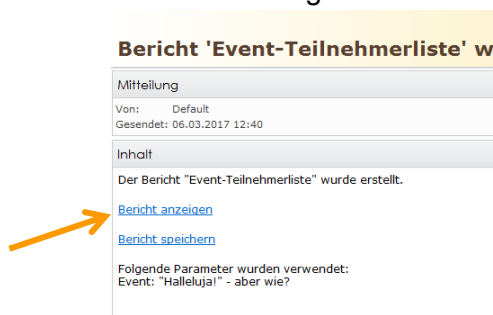 Bericht 'Event-Teilnehmerliste' w
Mitteilung
Von: Default
Gesendet: 06.03.2017 12:40
Inhalt
Der Bericht "Event-Teilnehmerliste" wurde erstellt.
Bericht anzeigen
Bericht speichern
Folgende Parameter wurden verwendet:
Event: "Halleluja!" - aber wie?